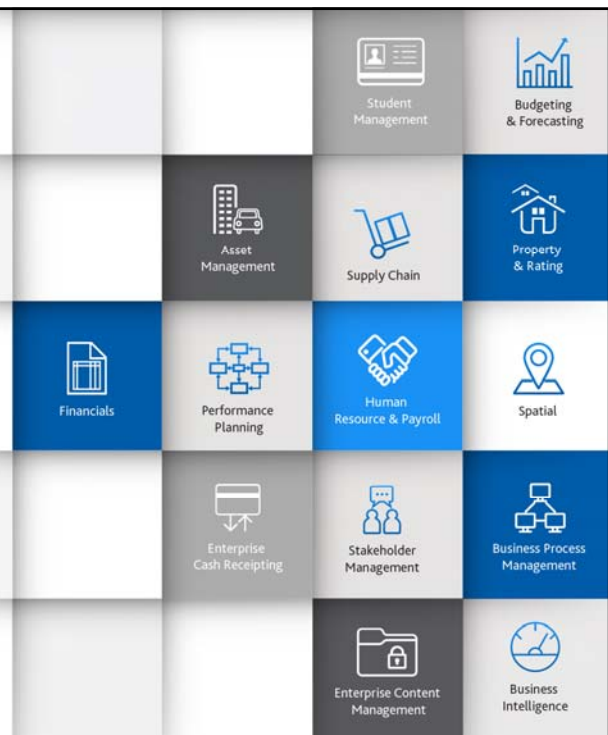 Student
Management
Budgeting
& Forecasting
Asset
Management
Supply Chain
Property
& Rating
Financials
Performance
Planning
Human
Resource & Payroll
Spatial
Enterprise
Cash Receipting
Stakeholder
Management
Business Process
Management
Enterprise Content
Management
Business
Intelligence